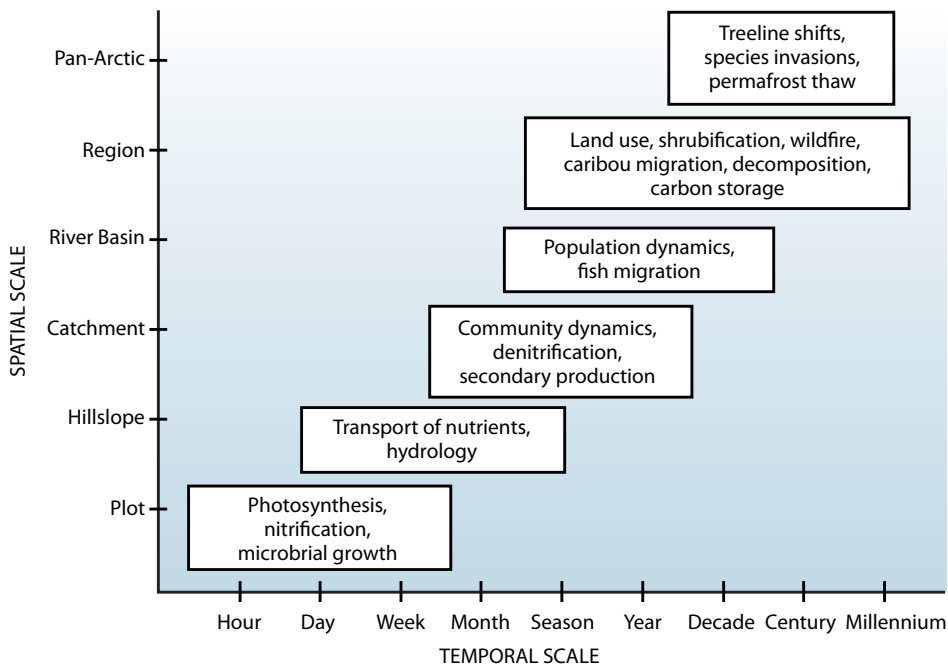 Pan-Arctic
Treeline shifts,
species invasions,
permafrost thaw
Region
Land use, shrubification, wildfire,
caribou migration, decomposition,
carbon storage
River Basin
Population dynamics,
fish migration
SPATIAL SCALE
Catchment
Community dynamics,
denitrification,
secondary production
Hillslope
Transport of nutrients,
hydrology
Plot
Photosynthesis,
nitrification,
microbrial growth
Hour Day Week Month Season Year Decade Century Millennium
TEMPORAL SCALE